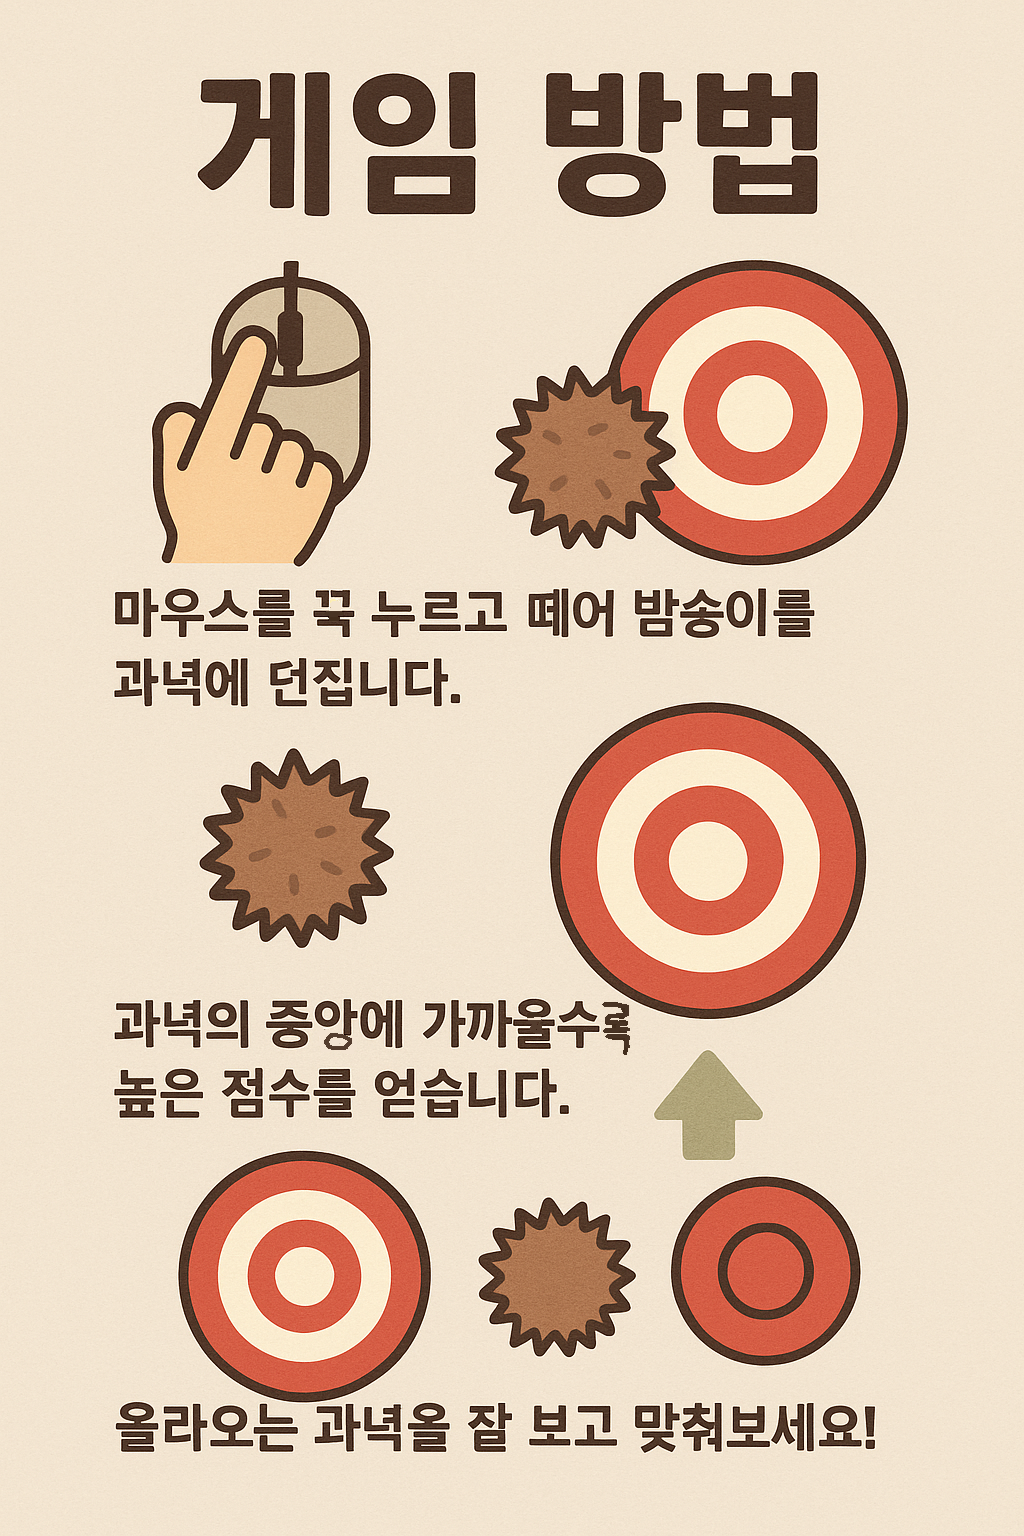 게임 방법
마우스를 꾹 누르고 떼어 밤송이를
과녁에 던집니다.
과녁의 중앙에 가까울수록
높은 점수를 얻습니다.
올라오는 과녁올 잘 보고 맞춰보세요!